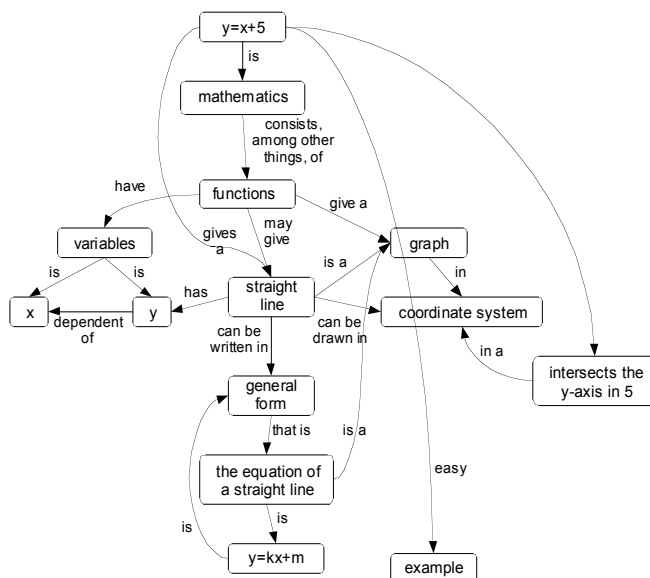 y=x+5
is
mathematics
consists,
among other
things, of
have
functions
give a
variables
gives
a
may
give
graph
is
is
is a
in
x
dependent
of
y
has
straight
line
can be
drawn in
coordinate system
can be
written in
in a
intersects the
y-axis in 5
general
form
that is
is a
the equation of
a straight line
easy
is
is
y=kx+m
example